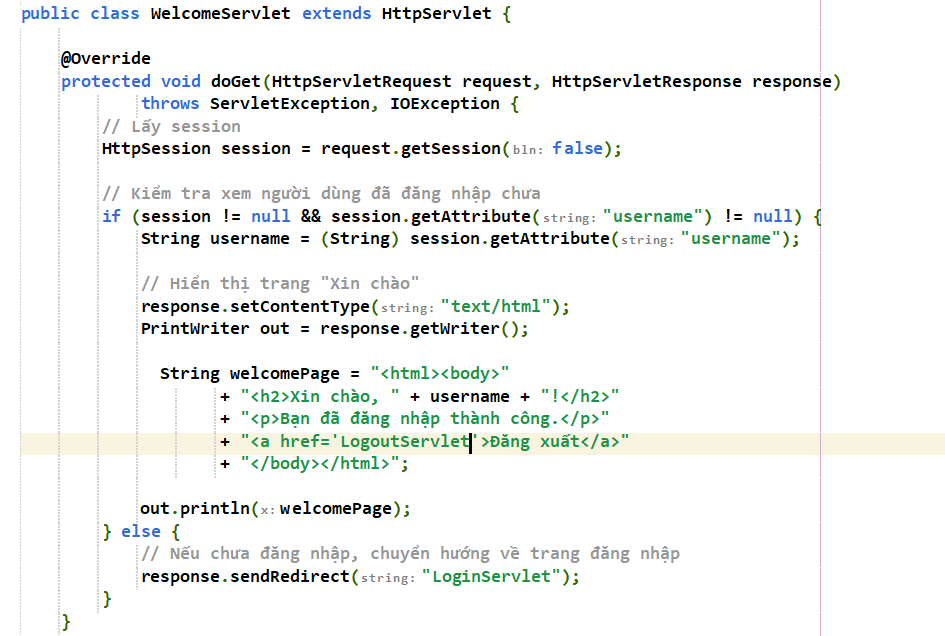 public class WelcomeServlet extends HttpServlet {
@Override
protected void doGet(HttpServletRequest request, HttpServletResponse response)
throws ServletException, IOException {
// Lấy session
HttpSession session = request.getSession(bln: false);
// Kiểm tra xem người dùng đã đăng nhập chưa
if (session != null && session.getAttribute(string: "username") != null) {
String username = (String) session.getAttribute(string: "username");
// Hiển thị trang "Xin chào"
response.setContentType(string: "text/html");
PrintWriter out = response.getWriter();
String welcomePage = "<html><body>"
+ "<h2>Xin chào, " + username + "!</h2>"
+ "<p>Bạn đã đăng nhập thành công.</p>"
+ "<a href='LogoutServlet'>Đăng xuất</a>"
+ "</body></html>";
out.println(x: welcomePage);
} else {
// Nếu chưa đăng nhập, chuyển hướng về trang đăng nhập
response.sendRedirect(string: "LoginServlet");
}
}